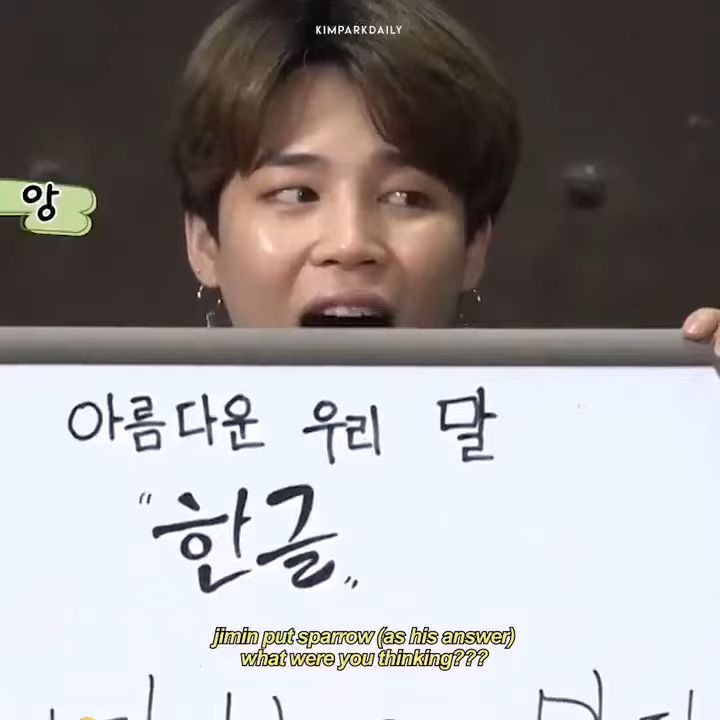 KIMPARKDAILY
앙
아름다운 우리 말
"한글"
jimin put sparrow (as his answer)
what were you thinking???